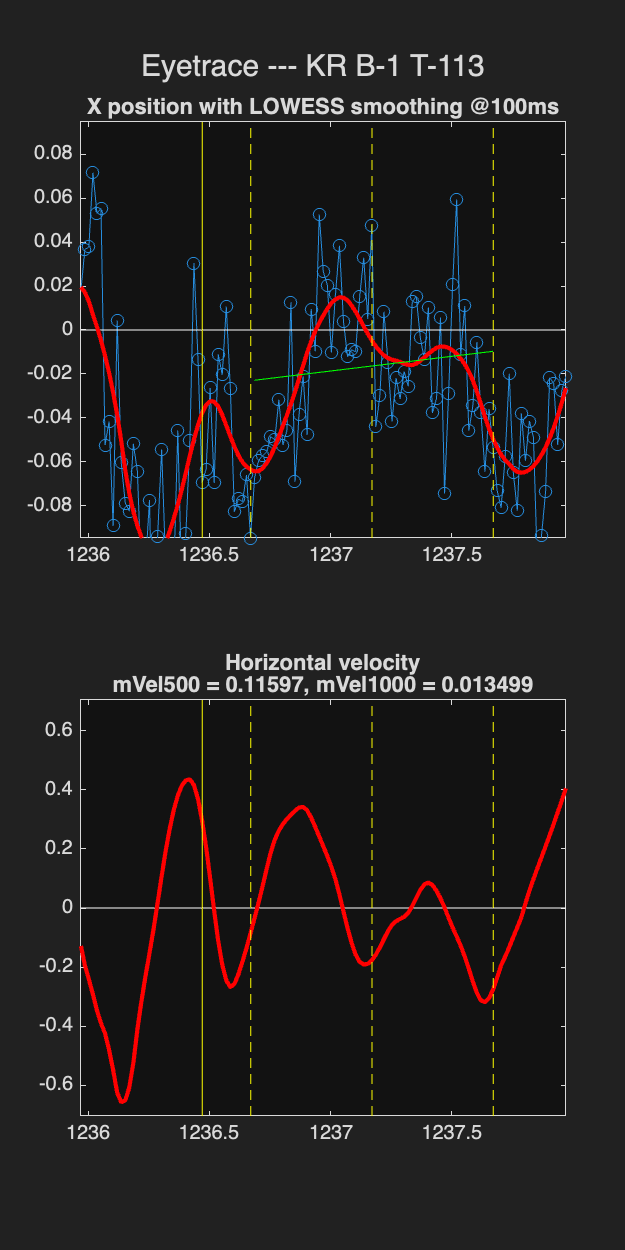 Eyetrace --- KR B-1 T-113
X position with LOWESS smoothing @100ms
0.08
0.06
0.04
0.02
0
-0.02
-0.04
-0.06
-0.08
1236 1236.5 1237 1237.5
Horizontal velocity
mVel500 = 0.11597, mVel1000 = 0.013499
0.6
0.4
0.2
0
-0.2
-0.4
-0.6
1236 1236.5 1237 1237.5